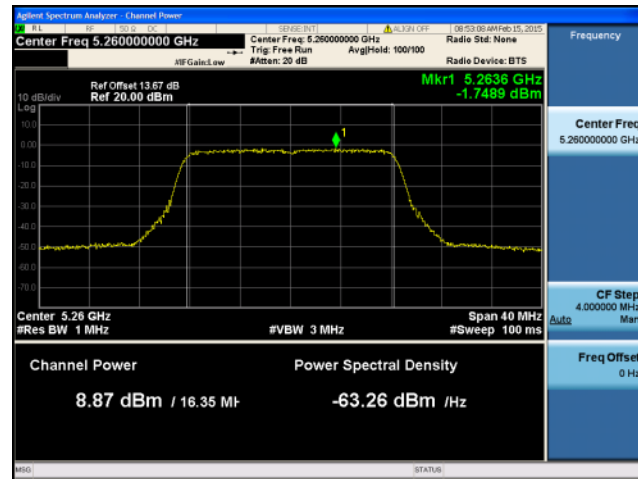 Agilent Spectrum Analyzer - Channel Power
RL RF 50 Ω DC SENSE:INT ALIGN OFF 08:53:08 AM Feb 15, 2015
Center Freq 5.260000000 GHz
Center Freq: 5.260000000 GHz
Radio Std: None
Trig: Free Run Avg|Hold: 100/100
#IFGain:Low #Atten: 20 dB Radio Device: BTS
Ref Offset 13.67 dB
10 dB/div Ref 20.00 dBm
Mkr1 5.2636 GHz
-1.7489 dBm
Log
10.0
0.00
-10.0
-20.0
-30.0
-40.0
-50.0
-60.0
-70.0
1
Center 5.26 GHz Span 40 MHz
#Res BW 1 MHz #VBW 3 MHz #Sweep 100 ms
Channel Power Power Spectral Density
8.87 dBm / 16.35 MH -63.26 dBm /Hz
MSG STATUS
Frequency
Center Freq
5.260000000 GHz
CF Step
4.000000 MHz
Auto Man
Freq Offset
0 Hz